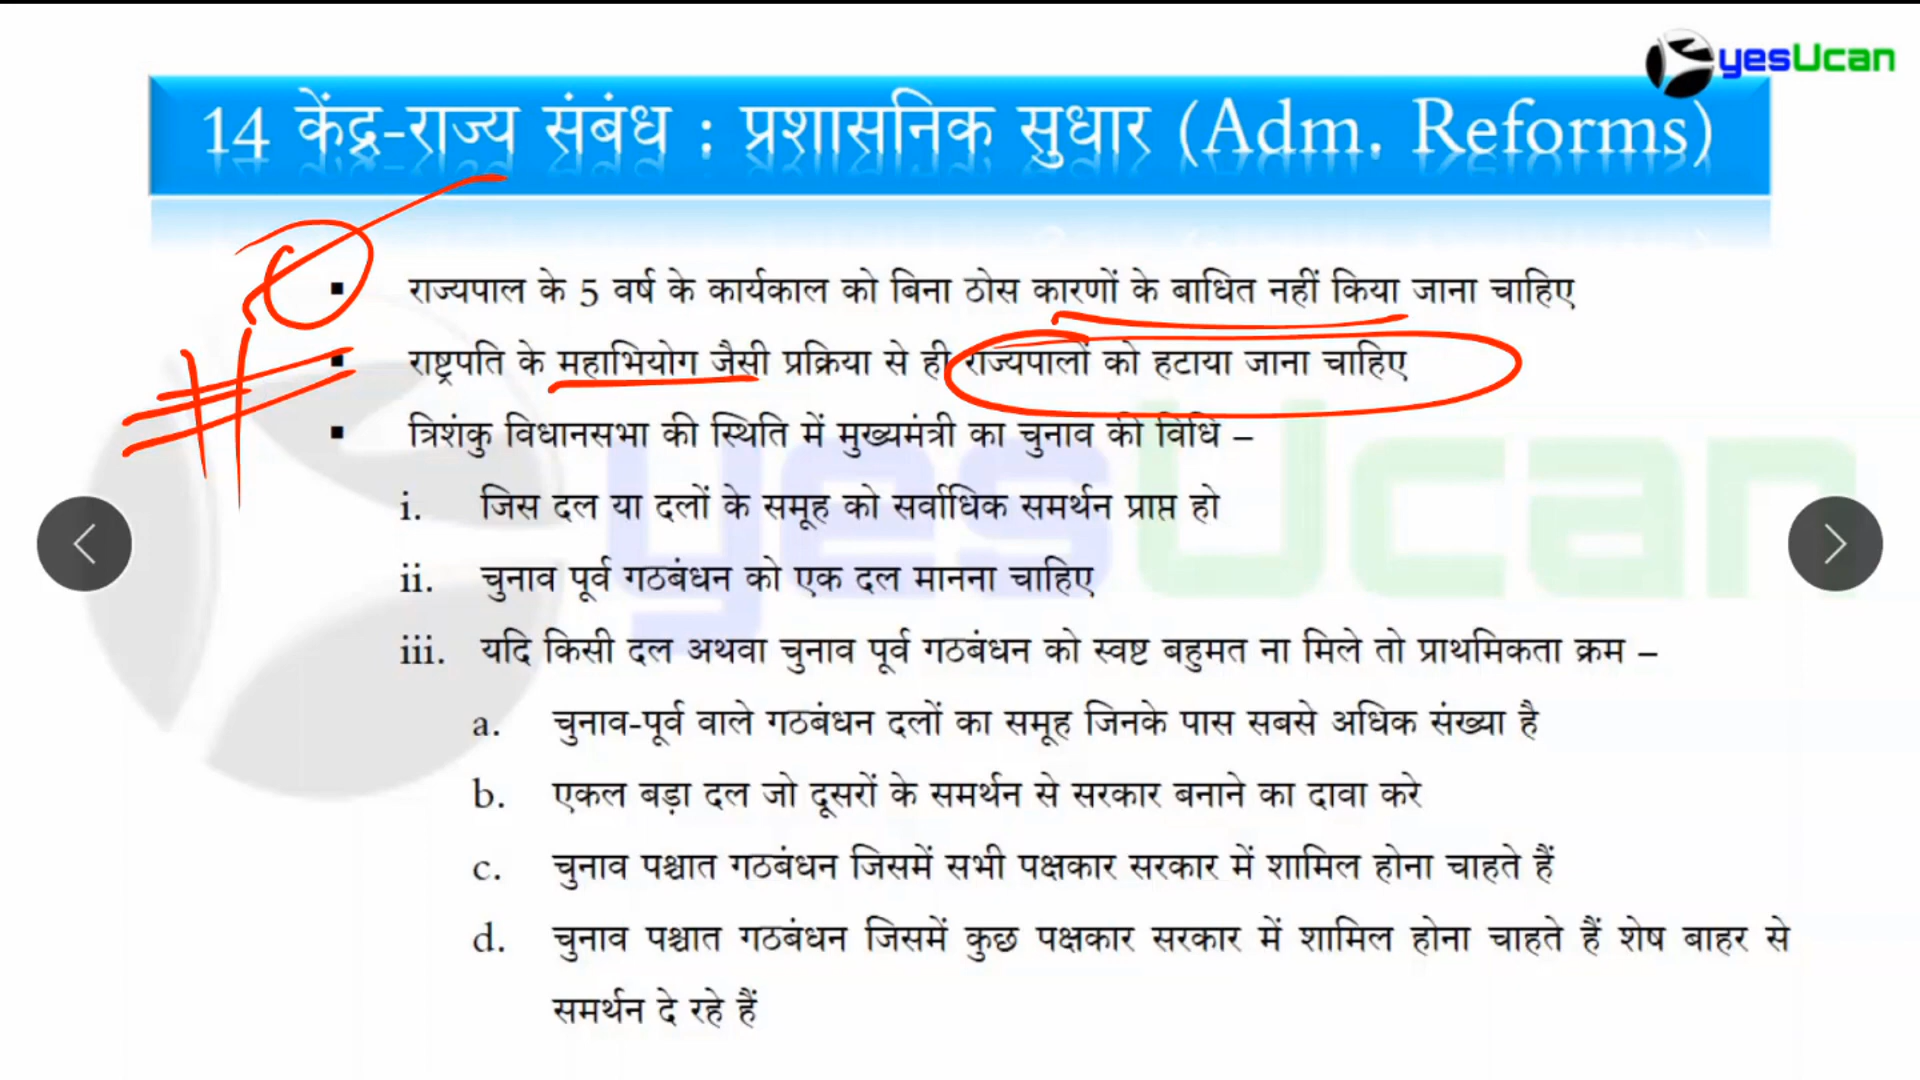 yesUcan
14 केंद्र-राज्य संबंध : प्रशासनिक सुधार (Adm. Reforms)
▪ राज्यपाल के 5 वर्ष के कार्यकाल को बिना ठोस कारणों के बाधित नहीं किया जाना चाहिए
▪ राष्ट्रपति के महाभियोग जैसी प्रक्रिया से ही राज्यपालों को हटाया जाना चाहिए
▪ त्रिशंकु विधानसभा की स्थिति में मुख्यमंत्री का चुनाव की विधि –
i. जिस दल या दलों के समूह को सर्वाधिक समर्थन प्राप्त हो
ii. चुनाव पूर्व गठबंधन को एक दल मानना चाहिए
iii. यदि किसी दल अथवा चुनाव पूर्व गठबंधन को स्वष्ट बहुमत ना मिले तो प्राथमिकता क्रम –
a. चुनाव-पूर्व वाले गठबंधन दलों का समूह जिनके पास सबसे अधिक संख्या है
b. एकल बड़ा दल जो दूसरों के समर्थन से सरकार बनाने का दावा करे
c. चुनाव पश्चात गठबंधन जिसमें सभी पक्षकार सरकार में शामिल होना चाहते हैं
d. चुनाव पश्चात गठबंधन जिसमें कुछ पक्षकार सरकार में शामिल होना चाहते हैं शेष बाहर से
समर्थन दे रहे हैं
yesUcan